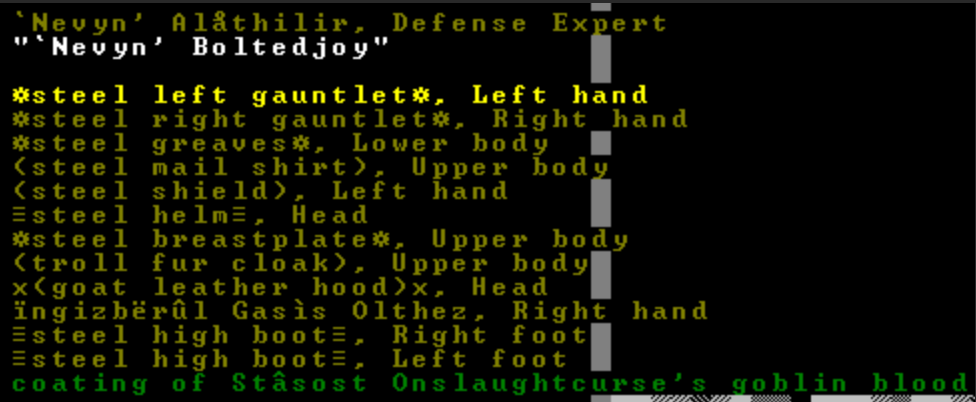 `Nevyn' Alåthilir, Defense Expert
"`Nevyn' Boltedjoy"
☼steel left gauntlet☼, Left hand
☼steel right gauntlet☼, Right hand
☼steel greaves☼, Lower body
(steel mail shirt), Upper body
(steel shield), Left hand
≡steel helm≡, Head
☼steel breastplate☼, Upper body
(troll fur cloak), Upper body
x(goat leather hood)x, Head
ïngizbërûl Gasìs Olthez, Right hand
≡steel high boot≡, Right foot
≡steel high boot≡, Left foot
coating of Stâsost Onslaughtcurse's goblin blood